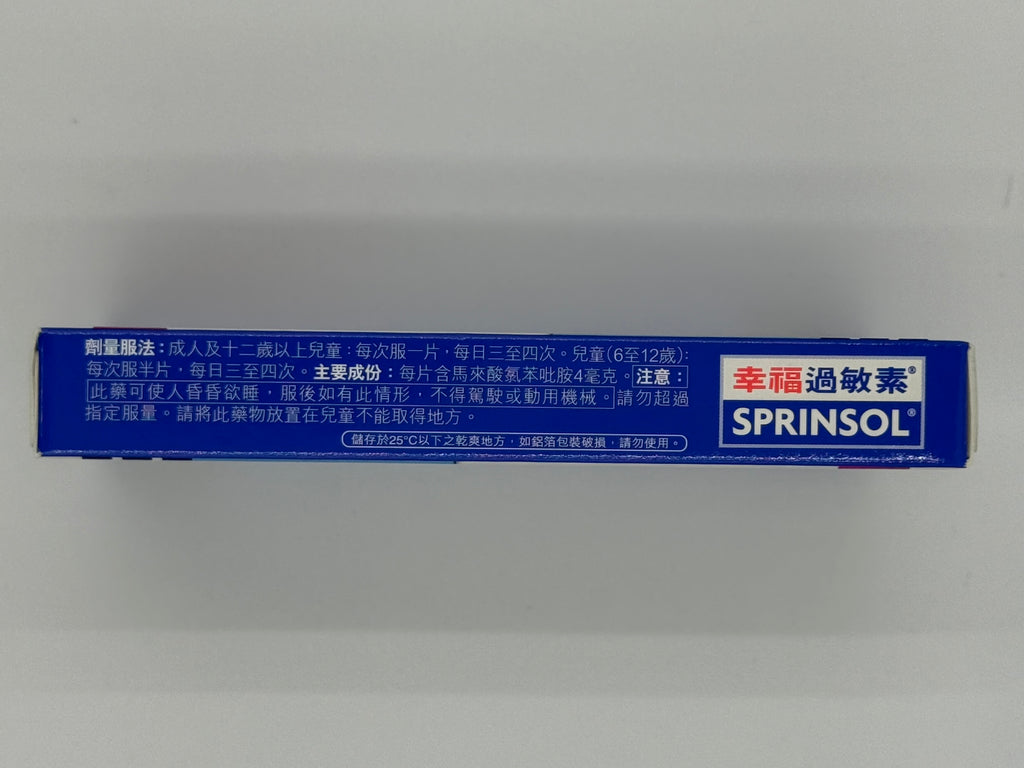 劑量服法：成人及十二歲以上兒童：每次服一片，每日三至四次。兒童(6至12歲)：
每次服半片，每日三至四次。主要成份：每片含馬來酸氯苯吡胺4毫克。注意：
此藥可使人昏昏欲睡，服後如有此情形，不得駕駛或動用機械。請勿超過
指定服量。請將此藥物放置在兒童不能取得地方。
儲存於25°C以下之乾爽地方，如鋁箔包裝破損，請勿使用。
幸福過敏素®
SPRINSOL®